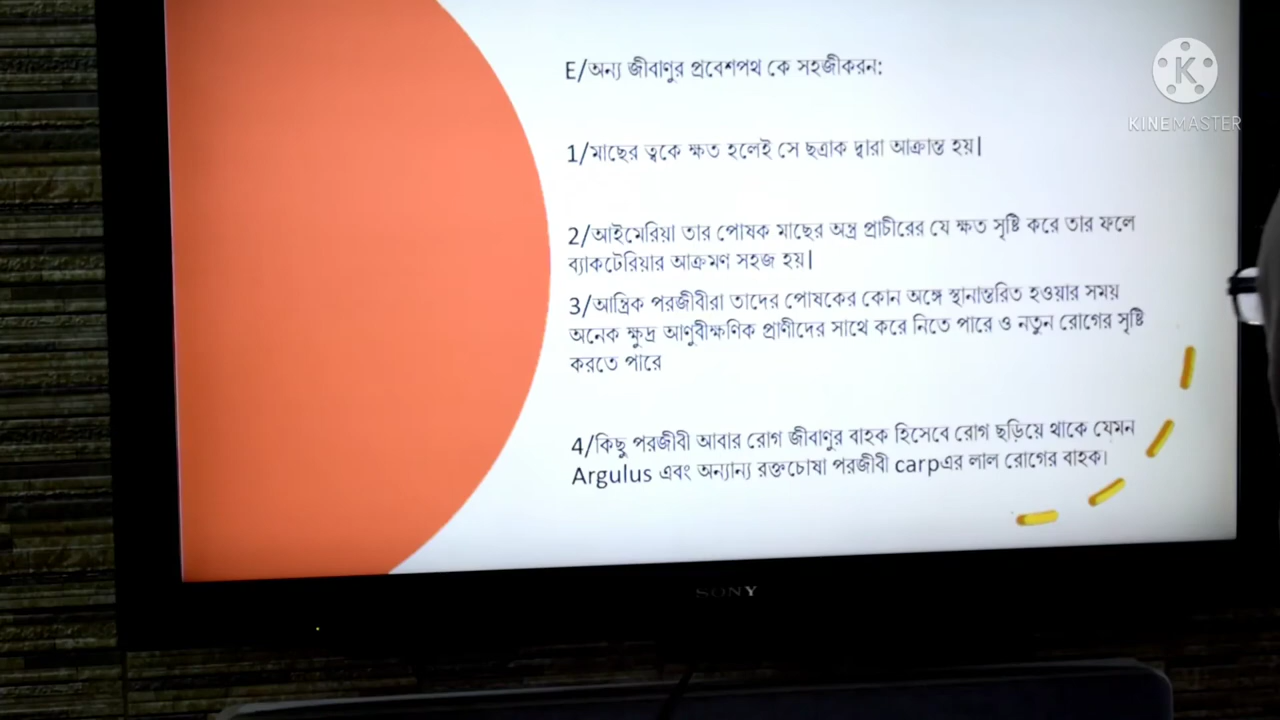 E/অন্য জীবাণুর প্রবেশপথ কে সহজীকরন:
KINEMASTER
1/মাছের ত্বকে ক্ষত হলেই সে ছত্রাক দ্বারা আক্রান্ত হয়|
2/আইমেরিয়া তার পোষক মাছের অন্ত্র প্রাচীরের যে ক্ষত সৃষ্টি করে তার ফলে
ব্যাকটেরিয়ার আক্রমণ সহজ হয়|
3/আন্ত্রিক পরজীবীরা তাদের পোষকের কোন অঙ্গে স্থানান্তরিত হওয়ার সময়
অনেক ক্ষুদ্র আণুবীক্ষণিক প্রাণীদের সাথে করে নিতে পারে ও নতুন রোগের সৃষ্টি
করতে পারে
4/কিছু পরজীবী আবার রোগ জীবাণুর বাহক হিসেবে রোগ ছড়িয়ে থাকে যেমন
Argulus এবং অন্যান্য রক্তচোষা পরজীবী carpএর লাল রোগের বাহক।
SONY